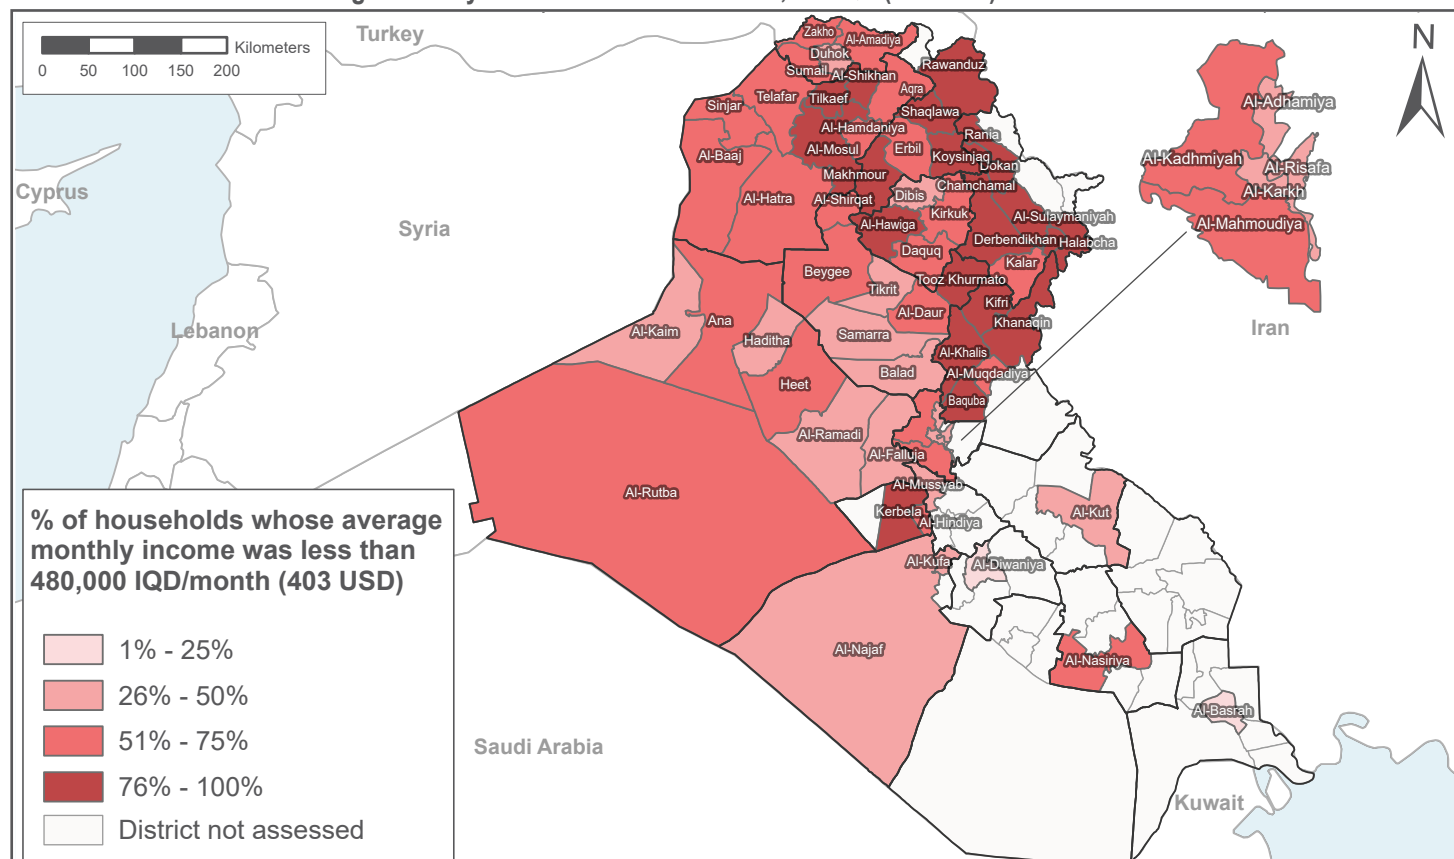 Turkey
Kilometers
0 50 100 150 200
Cyprus
Syria
Lebanon
Iran
Saudi Arabia
Kuwait
N
Zakho
Al-Amadiya
Duhok
Sumail
Al-Shikhan
Rawanduz
Aqra
Telafar
Tilkaef
Sinjar
Shaqlawa
Al-Hamdaniya
Rania
Al-Baaj
Al-Mosul
Erbil
Koysinjaq
Dokan
Makhmour
Chamchamal
Al-Hatra
Al-Shirqat
Dibis
Kirkuk
Al-Sulaymaniyah
Al-Hawiga
Derbendikhan
Halabcha
Daquq
Kalar
Beygee
Tooz Khurmato
Tikrit
Kifri
Al-Daur
Khanaqin
Al-Kaim
Ana
Haditha
Samarra
Al-Khalis
Balad
Al-Muqdadiya
Heet
Baquba
Al-Ramadi
Al-Falluja
Al-Rutba
Al-Mussyab
Kerbela
Al-Hindiya
Al-Kut
Al-Kufa
Al-Diwaniya
Al-Najaf
Al-Nasiriya
Al-Basrah
Al-Adhamiya
Al-Kadhmiyah
Al-Risafa
Al-Karkh
Al-Mahmoudiya
% of households whose average
monthly income was less than
480,000 IQD/month (403 USD)
1% - 25%
26% - 50%
51% - 75%
76% - 100%
District not assessed